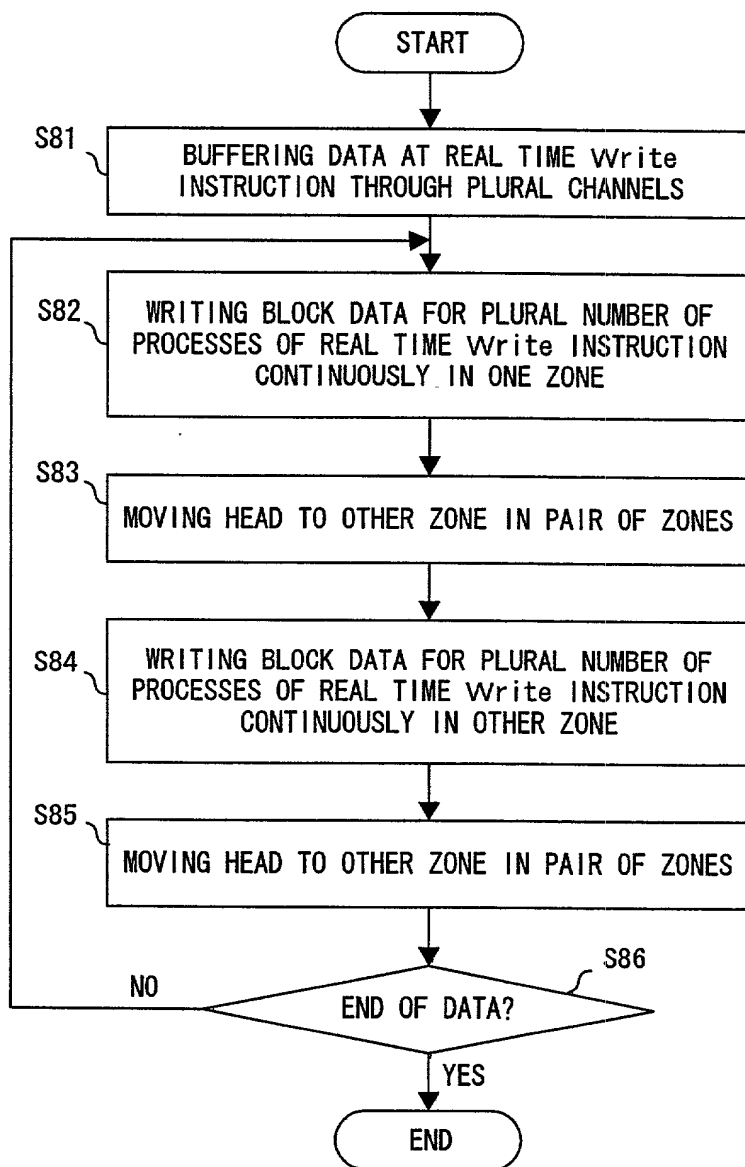 START
S81
BUFFERING DATA AT REAL TIME Write
INSTRUCTION THROUGH PLURAL CHANNELS
S82
WRITING BLOCK DATA FOR PLURAL NUMBER OF
PROCESSES OF REAL TIME Write INSTRUCTION
CONTINUOUSLY IN ONE ZONE
S83
MOVING HEAD TO OTHER ZONE IN PAIR OF ZONES
S84
WRITING BLOCK DATA FOR PLURAL NUMBER OF
PROCESSES OF REAL TIME Write INSTRUCTION
CONTINUOUSLY IN OTHER ZONE
S85
MOVING HEAD TO OTHER ZONE IN PAIR OF ZONES
S86
NO
END OF DATA?
YES
END